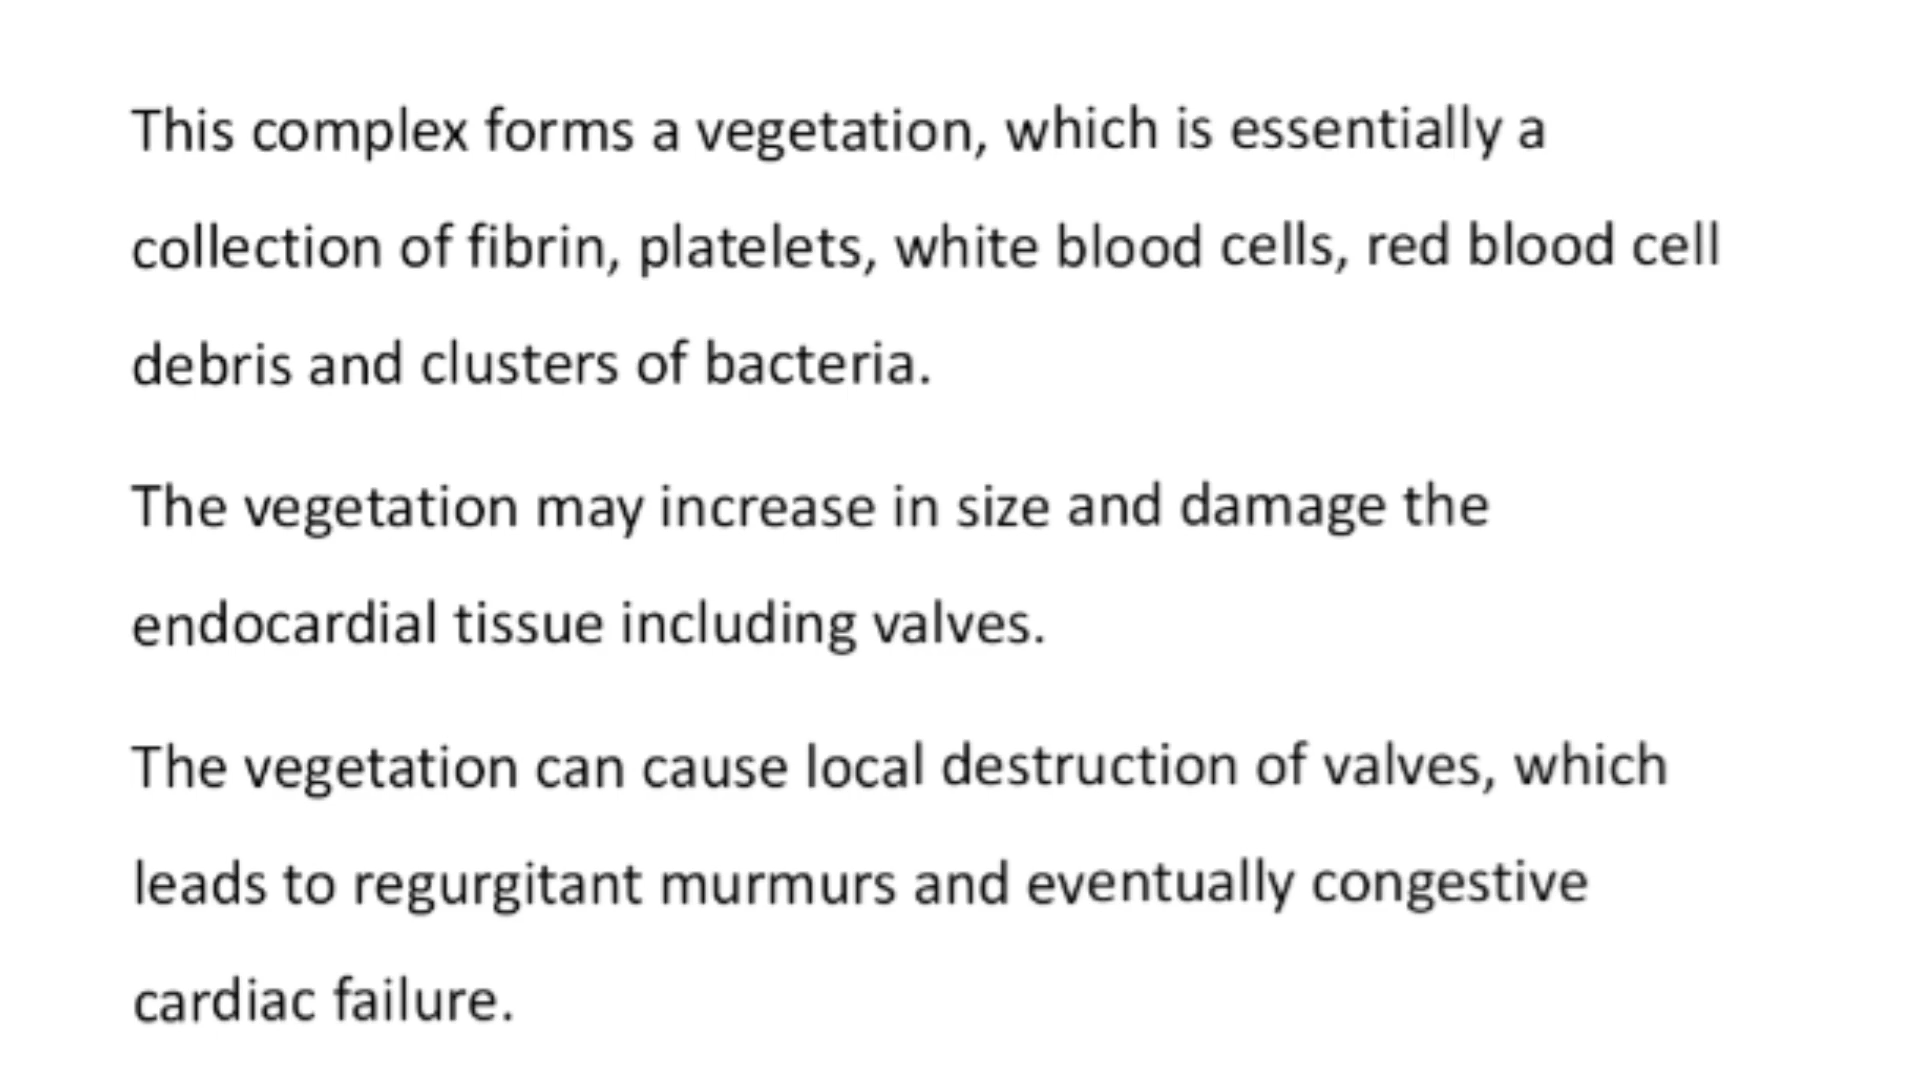 This complex forms a vegetation, which is essentially a
collection of fibrin, platelets, white blood cells, red blood cell
debris and clusters of bacteria.
The vegetation may increase in size and damage the
endocardial tissue including valves.
The vegetation can cause local destruction of valves, which
leads to regurgitant murmurs and eventually congestive
cardiac failure.